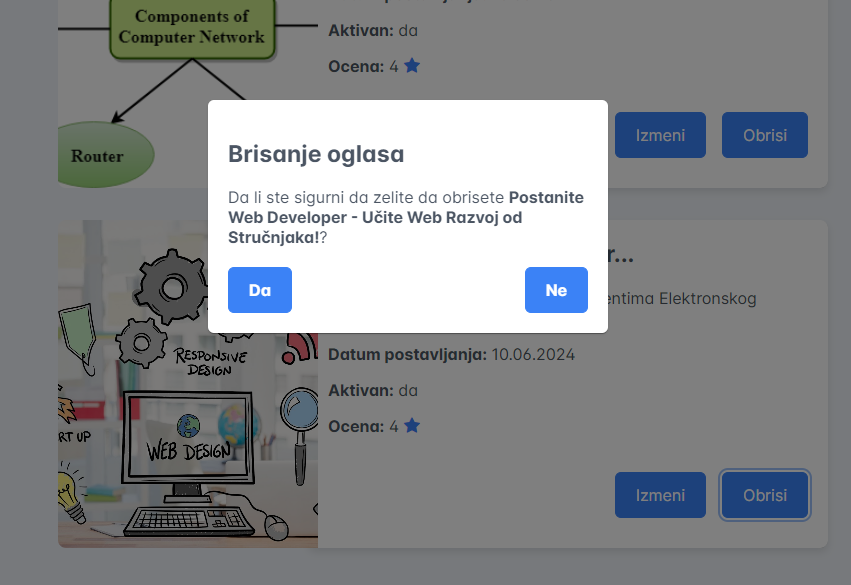 Components of
Computer Network
Router
Aktivan: da
Ocena: 4
Izmeni
Obrisi
Brisanje oglasa
Da li ste sigurni da zelite da obrisete Postanite
Web Developer - Učite Web Razvoj od
Stručnjaka!?
Da
Ne
RESPONSIVE
DESIGN
WEB DESIGN
UP
Elektronskog
Datum postavljanja: 10.06.2024
Aktivan: da
Ocena: 4
Izmeni
Obrisi